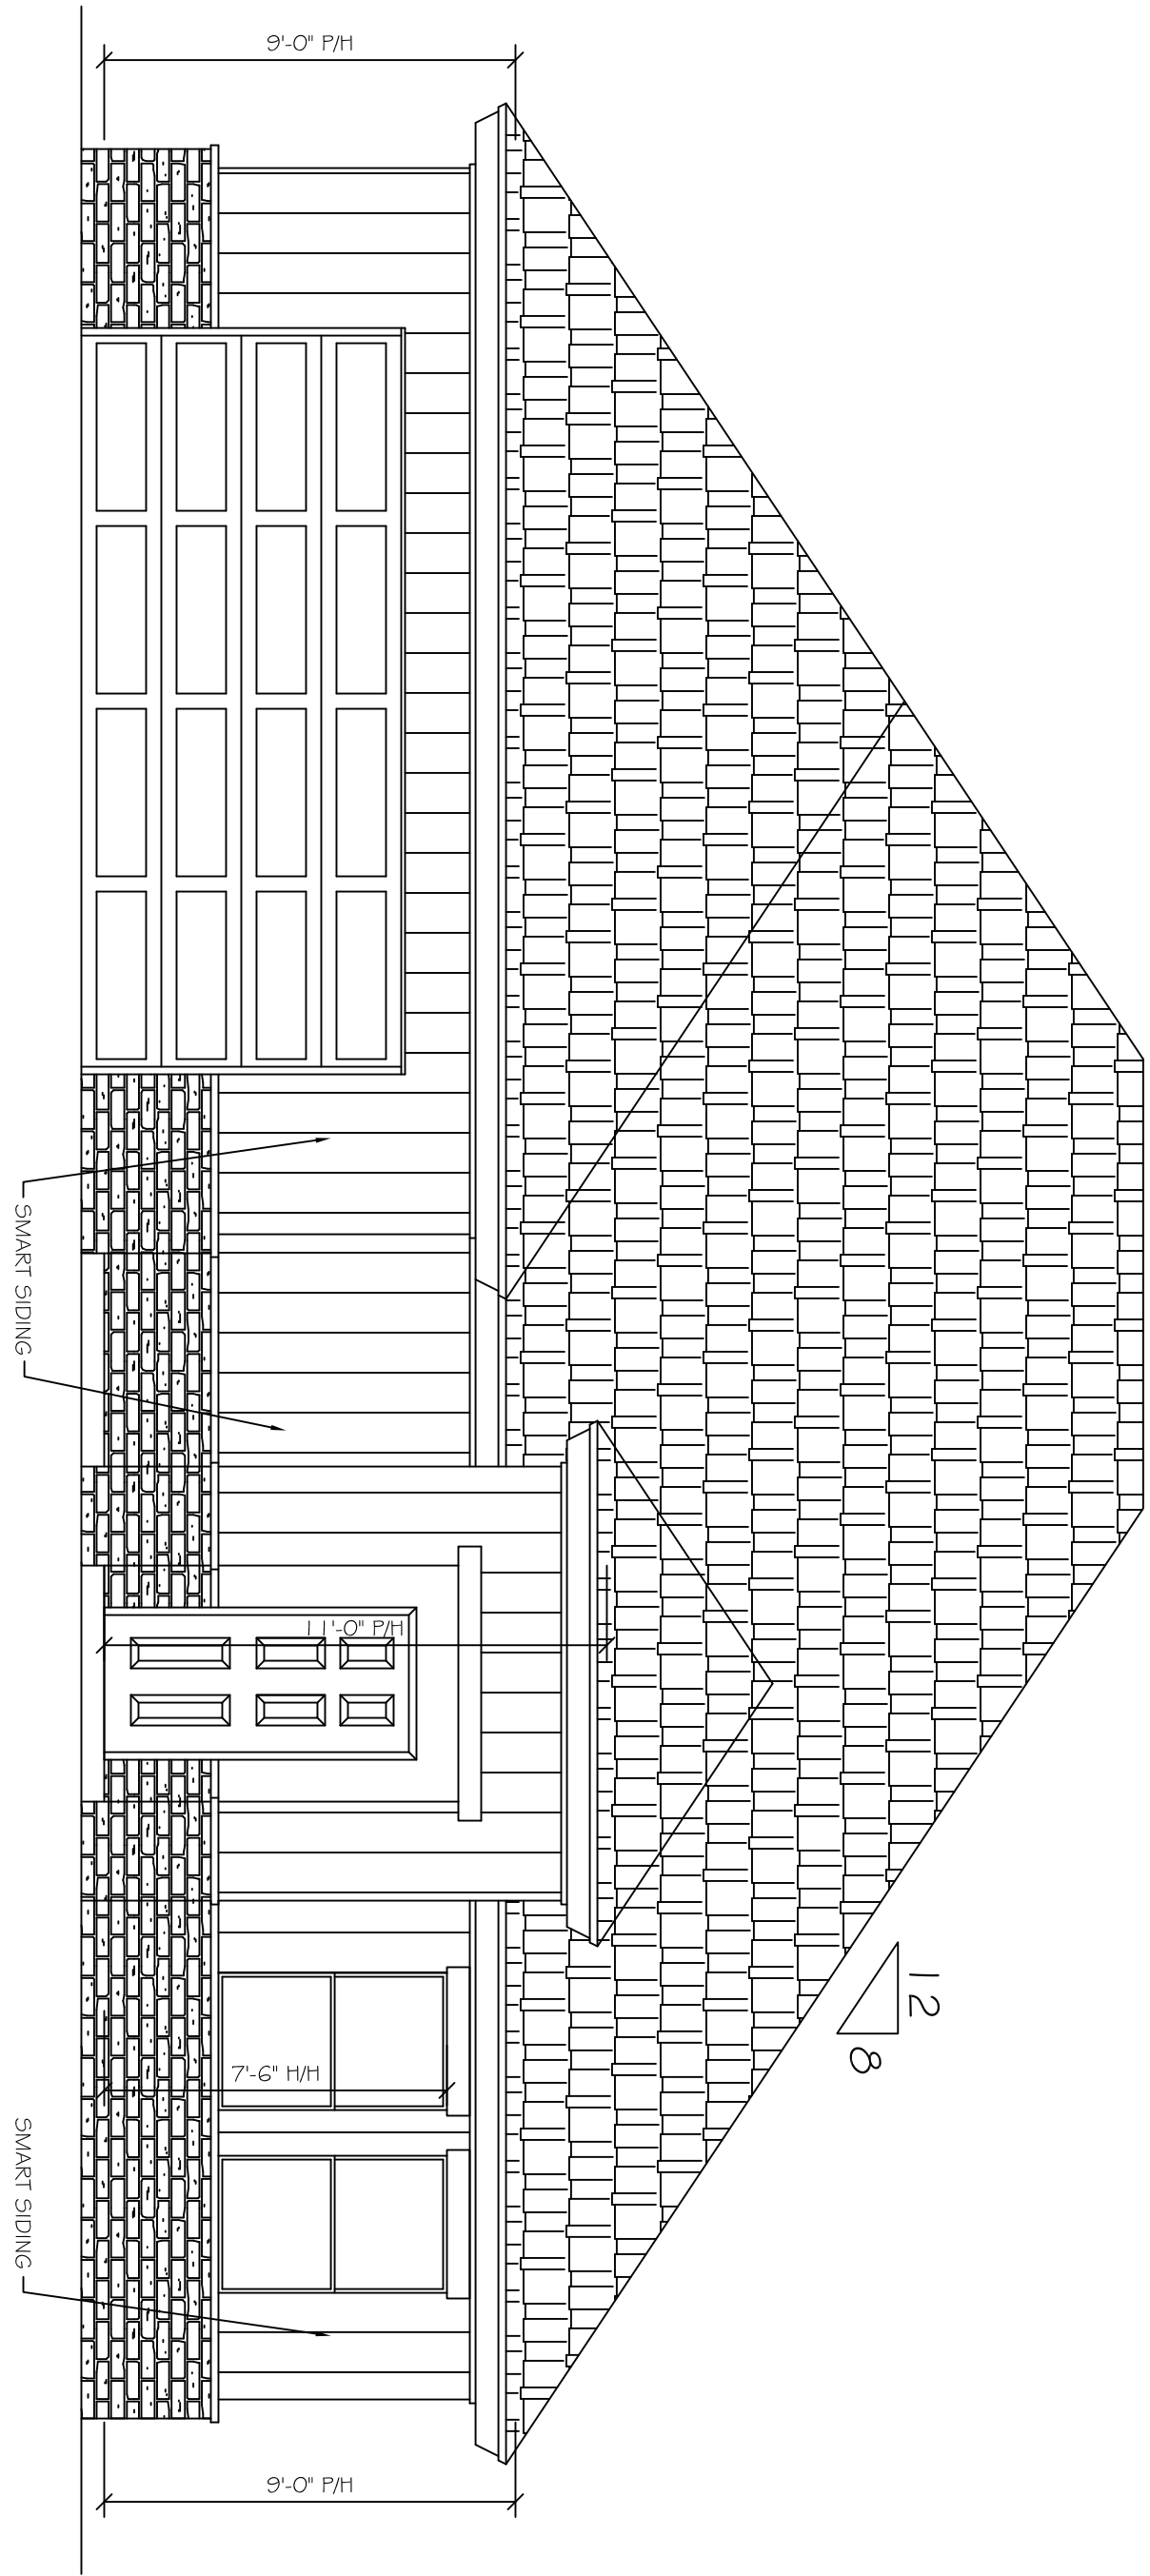 9'-0" P/H
12
8
SMART SIDING
11'-0" P/H
7'-6" H/H
SMART SIDING
9'-0" P/H